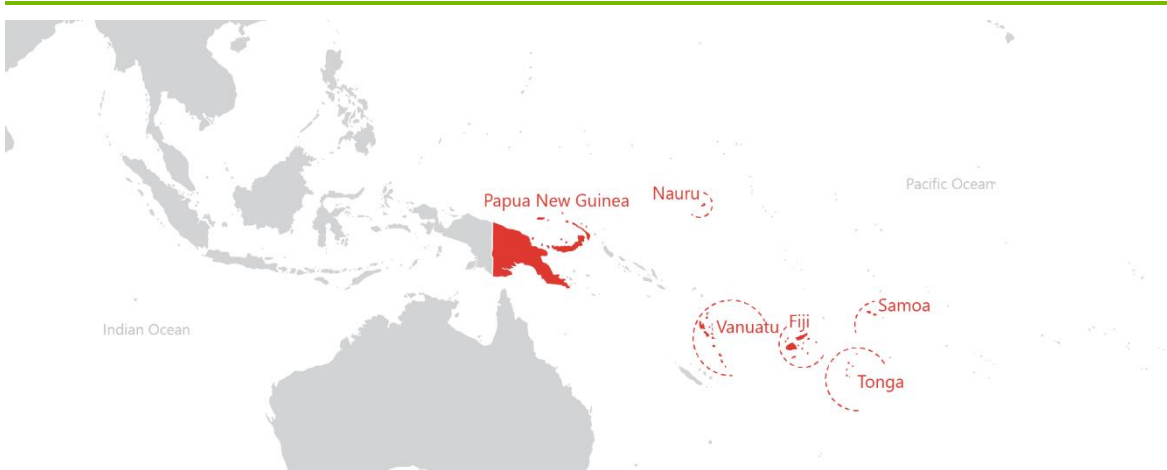 Pacific Ocean
Nauru
Papua New Guinea
Samoa
Fiji
Vanuatu
Indian Ocean
Tonga